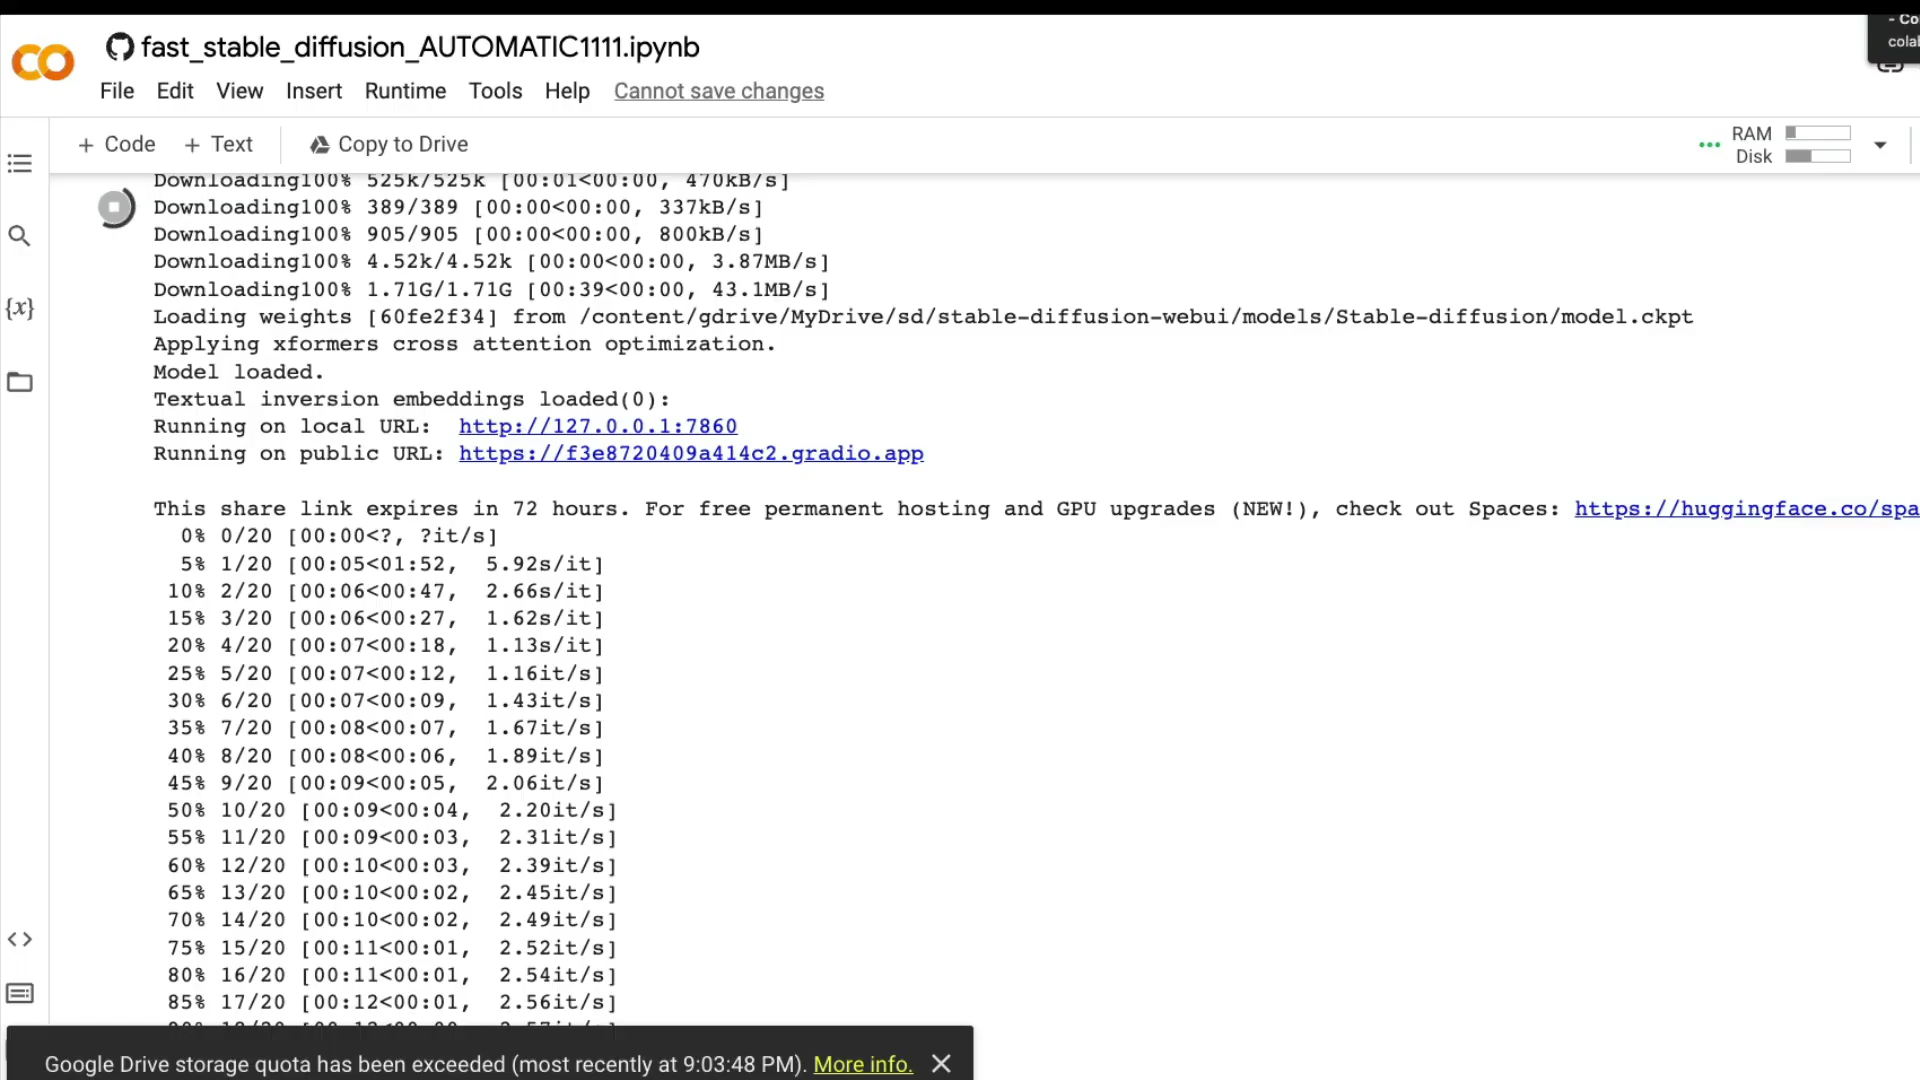 fast_stable_diffusion_AUTOMATIC1111.ipynb
- Co
colab
File Edit View Insert Runtime Tools Help Cannot save changes
+ Code + Text Copy to Drive
RAM
Disk
Downloading100% 525k/525k [00:01<00:00, 470kB/s]
Downloading100% 389/389 [00:00<00:00, 337kB/s]
Downloading100% 905/905 [00:00<00:00, 800kB/s]
Downloading100% 4.52k/4.52k [00:00<00:00, 3.87MB/s]
Downloading100% 1.71G/1.71G [00:39<00:00, 43.1MB/s]
Loading weights [60fe2f34] from /content/gdrive/MyDrive/sd/stable-diffusion-webui/models/Stable-diffusion/model.ckpt
Applying xformers cross attention optimization.
Model loaded.
Textual inversion embeddings loaded(0):
Running on local URL: http://127.0.0.1:7860
Running on public URL: https://f3e8720409a414c2.gradio.app
This share link expires in 72 hours. For free permanent hosting and GPU upgrades (NEW!), check out Spaces: https://huggingface.co/spa
0% 0/20 [00:00<?, ?it/s]
5% 1/20 [00:05<01:52, 5.92s/it]
10% 2/20 [00:06<00:47, 2.66s/it]
15% 3/20 [00:06<00:27, 1.62s/it]
20% 4/20 [00:07<00:18, 1.13s/it]
25% 5/20 [00:07<00:12, 1.16it/s]
30% 6/20 [00:07<00:09, 1.43it/s]
35% 7/20 [00:08<00:07, 1.67it/s]
40% 8/20 [00:08<00:06, 1.89it/s]
45% 9/20 [00:09<00:05, 2.06it/s]
50% 10/20 [00:09<00:04, 2.20it/s]
55% 11/20 [00:09<00:03, 2.31it/s]
60% 12/20 [00:10<00:03, 2.39it/s]
65% 13/20 [00:10<00:02, 2.45it/s]
70% 14/20 [00:10<00:02, 2.49it/s]
75% 15/20 [00:11<00:01, 2.52it/s]
80% 16/20 [00:11<00:01, 2.54it/s]
85% 17/20 [00:12<00:01, 2.56it/s]
Google Drive storage quota has been exceeded (most recently at 9:03:48 PM). More info.